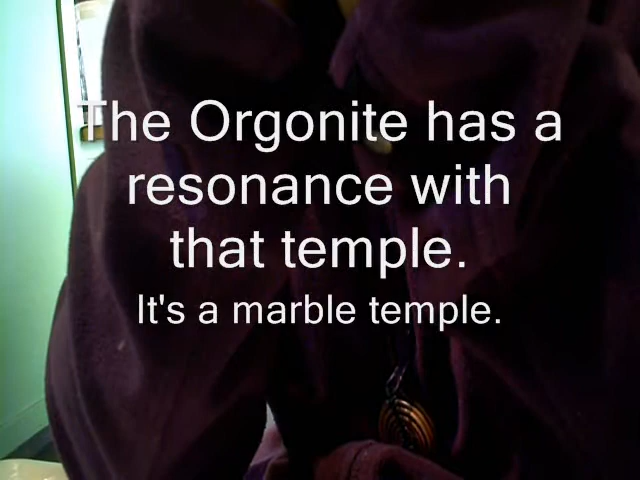 The Orgonite has a
resonance with
that temple.
It's a marble temple.